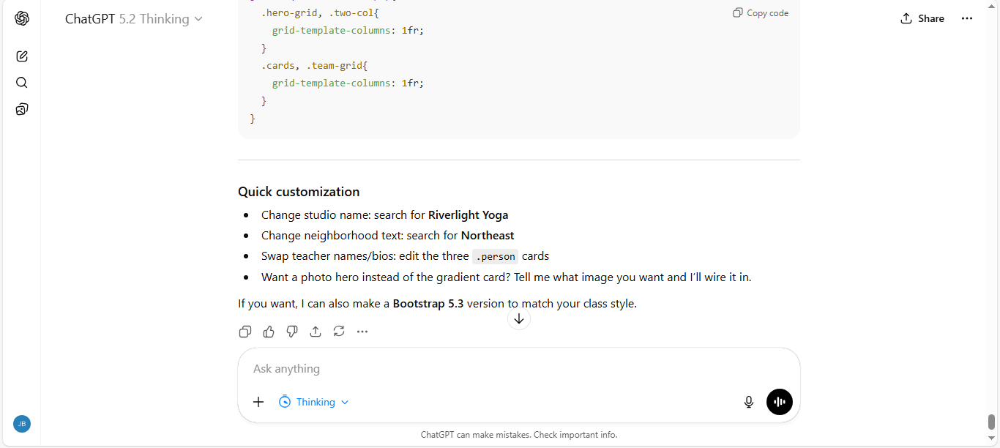 ChatGPT 5.2 Thinking
Share
.hero-grid, .two-col{
Copy code
grid-template-columns: 1fr;
}
.cards, .team-grid{
grid-template-columns: 1fr;
}
}
Quick customization
• Change studio name: search for Riverlight Yoga
• Change neighborhood text: search for Northeast
• Swap teacher names/bios: edit the three .person cards
• Want a photo hero instead of the gradient card? Tell me what image you want and I’ll wire it in.
If you want, I can also make a Bootstrap 5.3 version to match your class style.
Ask anything
Thinking
JB
ChatGPT can make mistakes. Check important info.